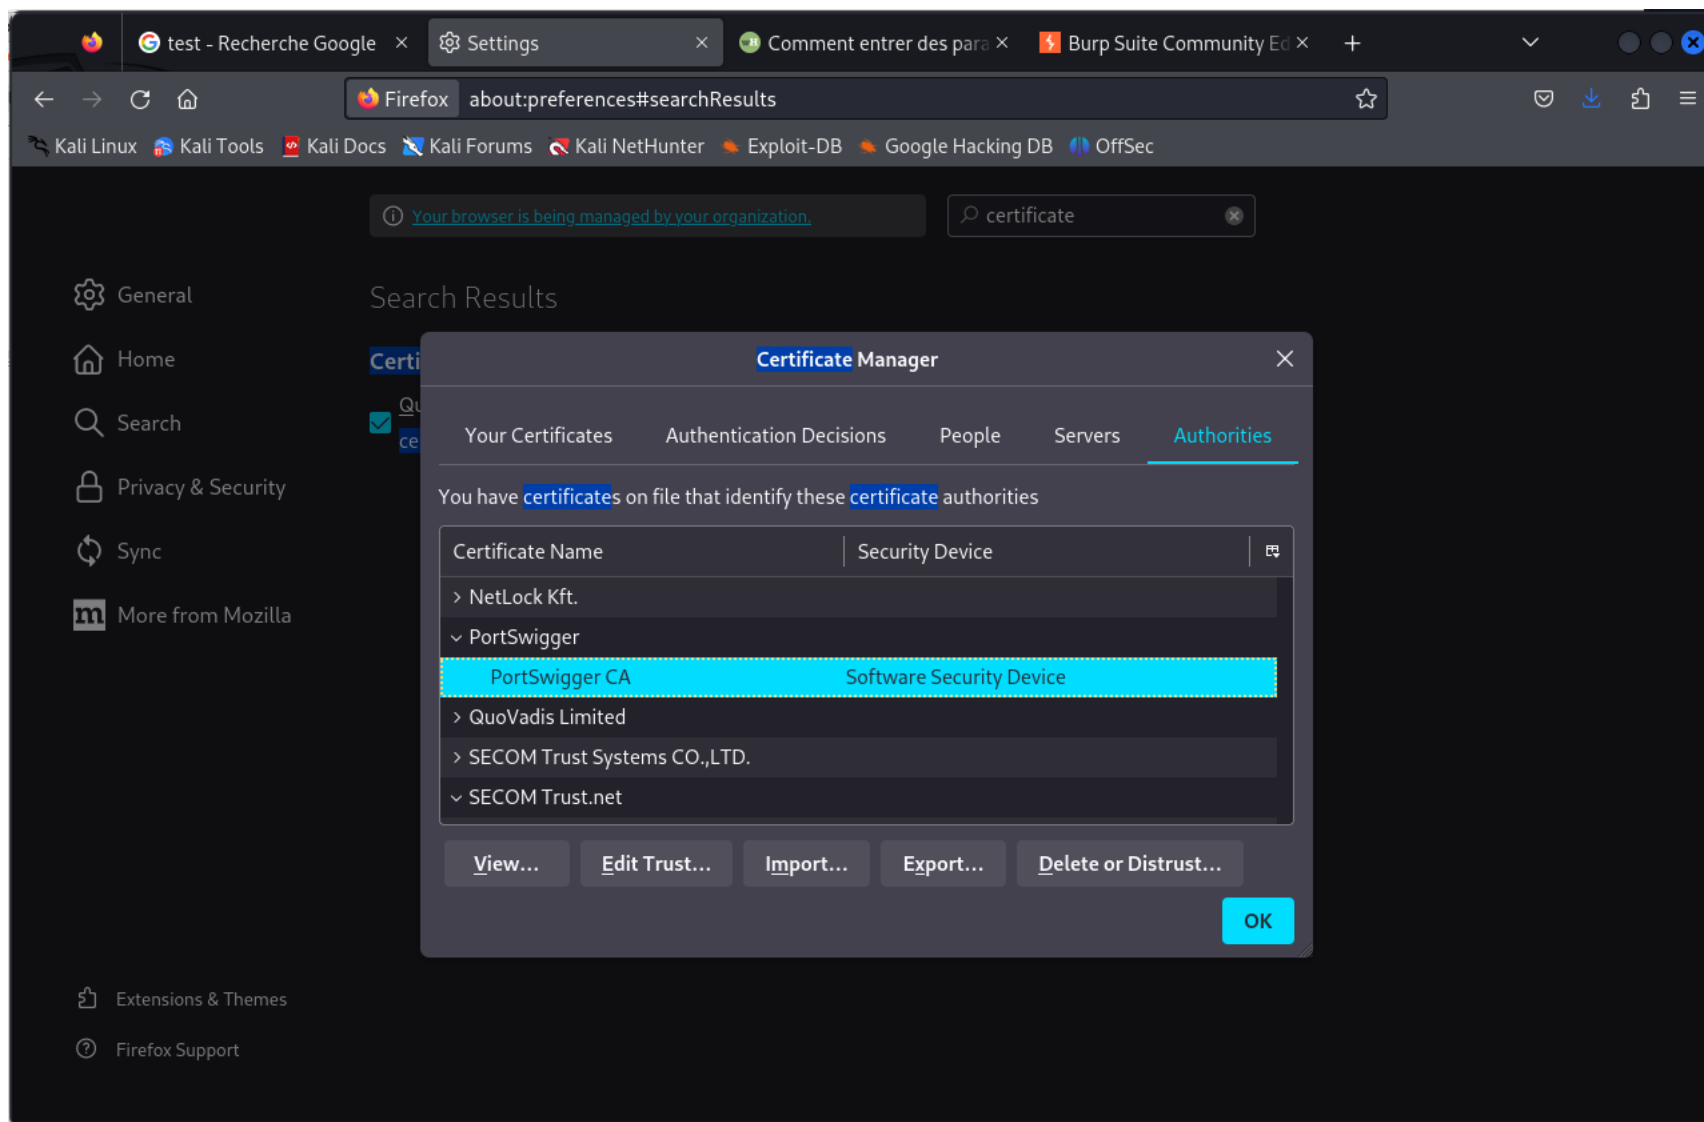 test - Recherche Google
Settings
Comment entrer des para
Burp Suite Community Ed
Firefox
about:preferences#searchResults
Kali Linux
Kali Tools
Kali Docs
Kali Forums
Kali NetHunter
Exploit-DB
Google Hacking DB
OffSec
Your browser is being managed by your organization.
certificate
General
Home
Search
Privacy & Security
Sync
More from Mozilla
Extensions & Themes
Firefox Support
Search Results
Certi
Qu
ce
Certificate Manager
Your Certificates
Authentication Decisions
People
Servers
Authorities
You have certificates on file that identify these certificate authorities
Certificate Name
Security Device
NetLock Kft.
PortSwigger
PortSwigger CA
Software Security Device
QuoVadis Limited
SECOM Trust Systems CO.,LTD.
SECOM Trust.net
View...
Edit Trust...
Import...
Export...
Delete or Distrust...
OK